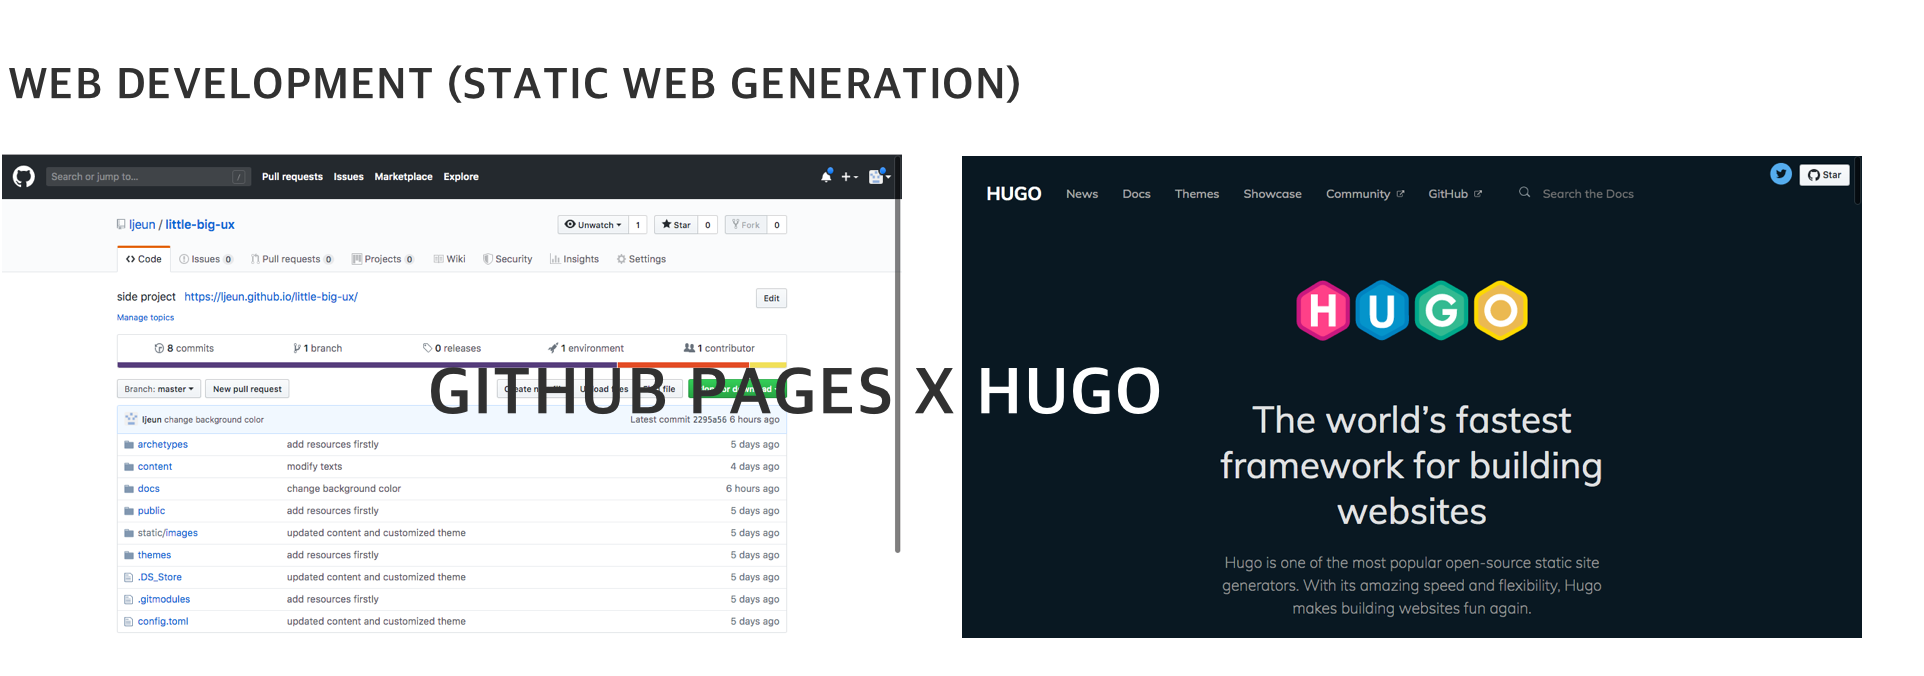 WEB DEVELOPMENT (STATIC WEB GENERATION)
Search or jump to... / Pull requests Issues Marketplace Explore
ljeun / little-big-ux
Unwatch 1 Star 0 Fork 0
Code Issues 0 Pull requests 0 Projects 0 Wiki Security Insights Settings
side project https://ljeun.github.io/little-big-ux/ Edit
Manage topics
8 commits 1 branch 0 releases 1 environment 1 contributor
Branch: master New pull request
ljeun change background color Latest commit 2295a56 6 hours ago
archetypes add resources firstly 5 days ago
content modify texts 4 days ago
docs change background color 6 hours ago
public add resources firstly 5 days ago
static/images updated content and customized theme 5 days ago
themes add resources firstly 5 days ago
.DS_Store updated content and customized theme 5 days ago
.gitmodules add resources firstly 5 days ago
config.toml updated content and customized theme 5 days ago
GITHUB PAGES X HUGO
HUGO News Docs Themes Showcase Community GitHub Search the Docs
Star
HUGO
The world's fastest
framework for building
websites
Hugo is one of the most popular open-source static site
generators. With its amazing speed and flexibility, Hugo
makes building websites fun again.